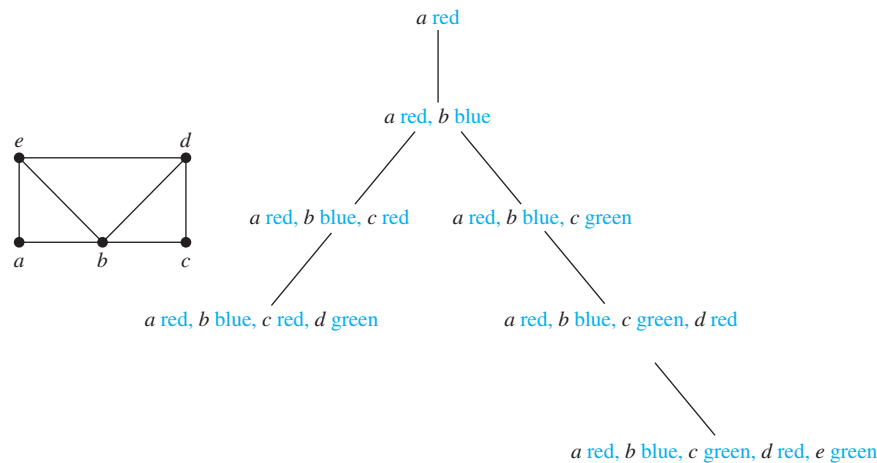 a red
a red, b blue
e
d
a red, b blue, c red
a red, b blue, c green
a
b
c
a red, b blue, c red, d green
a red, b blue, c green, d red
a red, b blue, c green, d red, e green